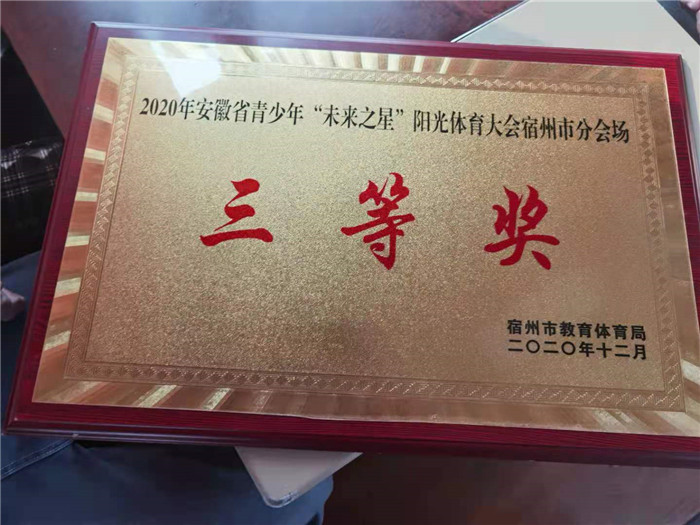 2020年安徽省青少年“未来之星”阳光体育大会宿州市分会场
三等奖
宿州市教育体育局
二〇二〇年十二月